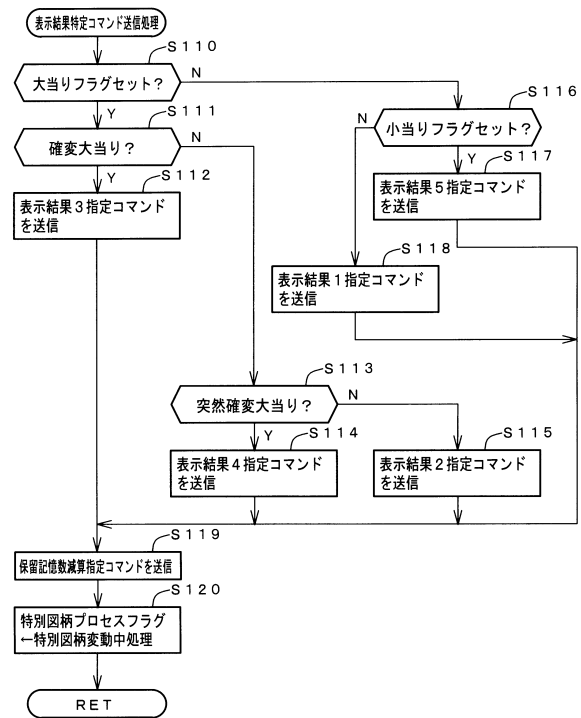 表示結果特定コマンド送信処理
S110
大当りフラグセット?
N
Y
S111
確変大当り?
N
Y
S112
表示結果3指定コマンド
を送信
S116
小当りフラグセット?
N
Y
S117
表示結果5指定コマンド
を送信
S118
表示結果1指定コマンド
を送信
S113
突然確変大当り?
N
Y
S114
表示結果4指定コマンド
を送信
S115
表示結果2指定コマンド
を送信
S119
保留記憶数減算指定コマンドを送信
S120
特別図柄プロセスフラグ
←特別図柄変動中処理
RET